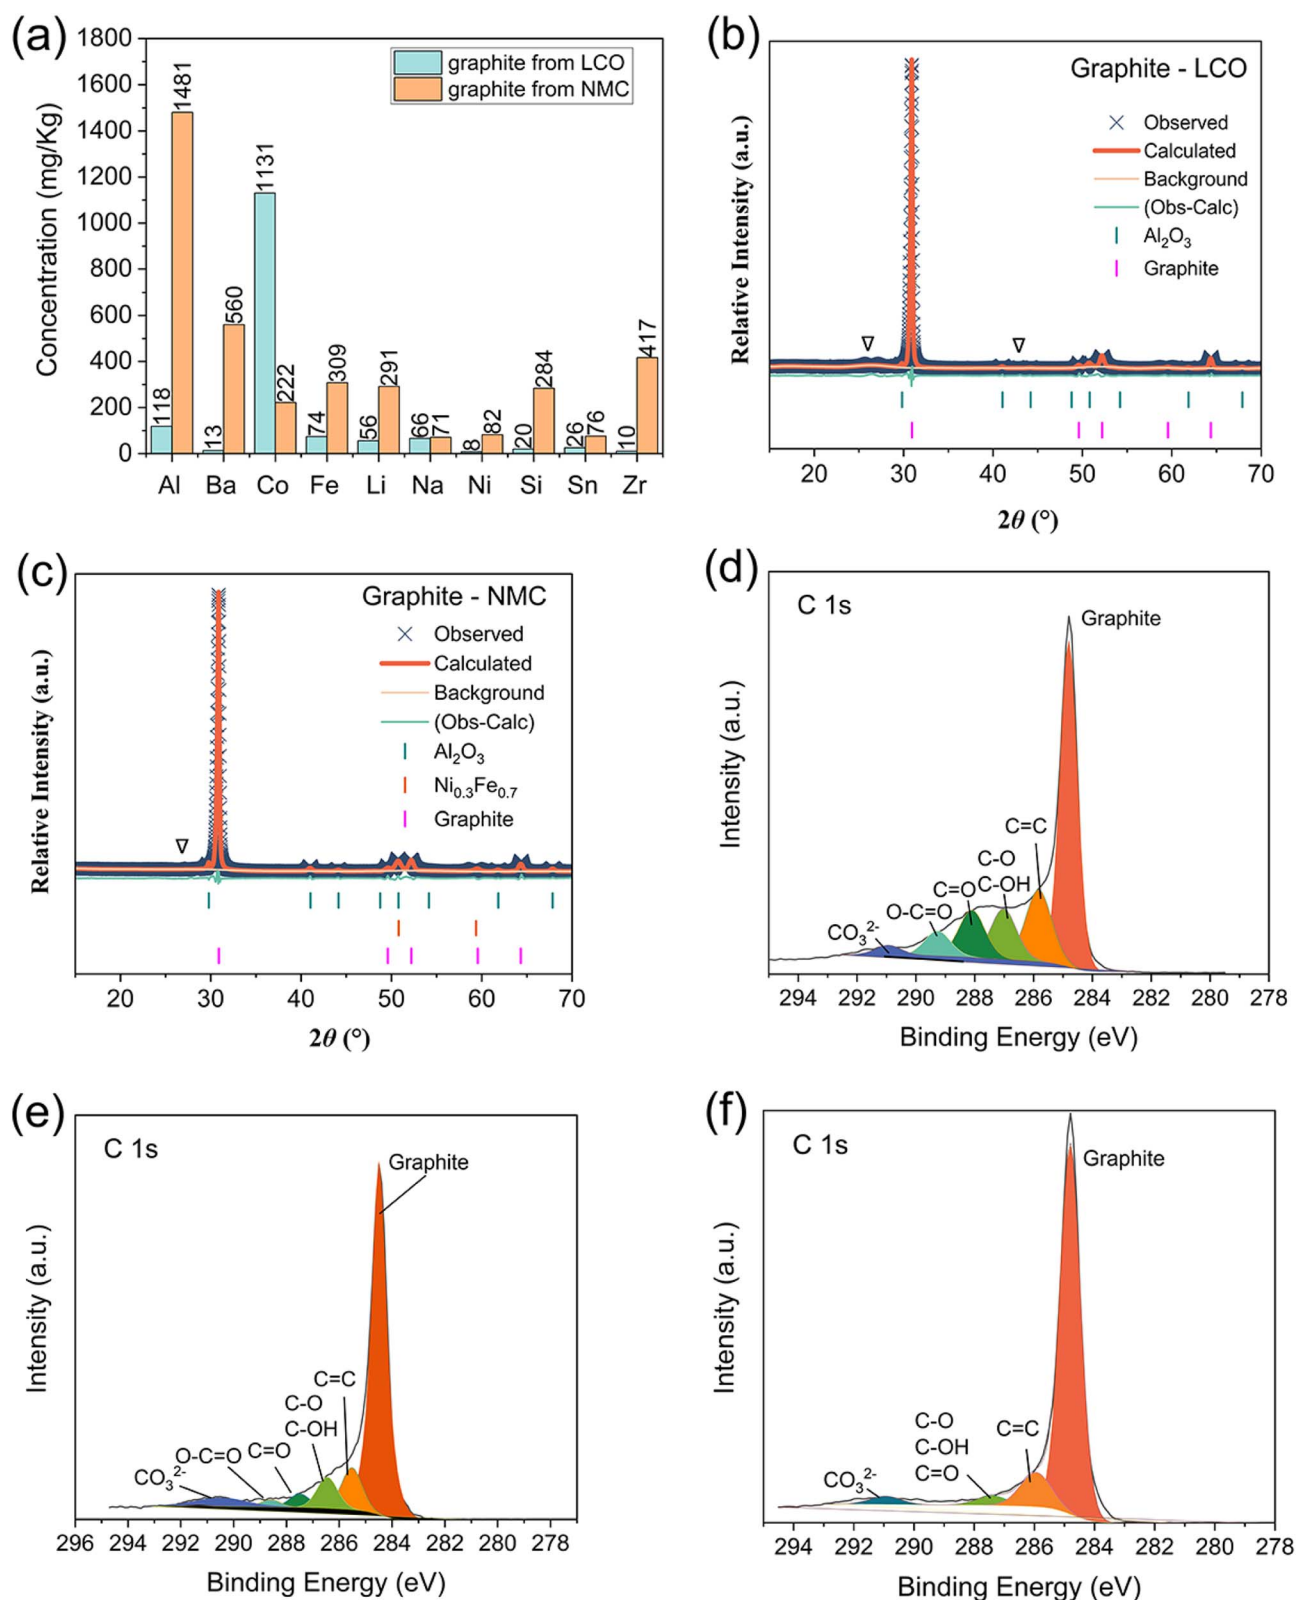 (a)
1800
1600
1400
1200
1000
800
600
400
200
0
Concentration (mg/Kg)
graphite from LCO
graphite from NMC
118
1481
13
560
1131
222
74
309
56
291
66
71
8
82
20
284
26
76
10
417
Al Ba Co Fe Li Na Ni Si Sn Zr
(b)
Graphite - LCO
Observed
Calculated
Background
(Obs-Calc)
Al₂O₃
Graphite
Relative Intensity (a.u.)
20 30 40 50 60 70
2θ (°)
(c)
Graphite - NMC
Observed
Calculated
Background
(Obs-Calc)
Al₂O₃
Ni₀.₃Fe₀.₇
Graphite
Relative Intensity (a.u.)
20 30 40 50 60 70
2θ (°)
(d)
C 1s
Graphite
C=C
C-O
C-OH
C=O
O-C=O
CO₃²⁻
Intensity (a.u.)
294 292 290 288 286 284 282 280 278
Binding Energy (eV)
(e)
C 1s
Graphite
C=C
C-O
C-OH
C=O
O-C=O
CO₃²⁻
Intensity (a.u.)
296 294 292 290 288 286 284 282 280 278
Binding Energy (eV)
(f)
C 1s
Graphite
C-O
C-OH
C=O
C=C
CO₃²⁻
Intensity (a.u.)
294 292 290 288 286 284 282 280 278
Binding Energy (eV)